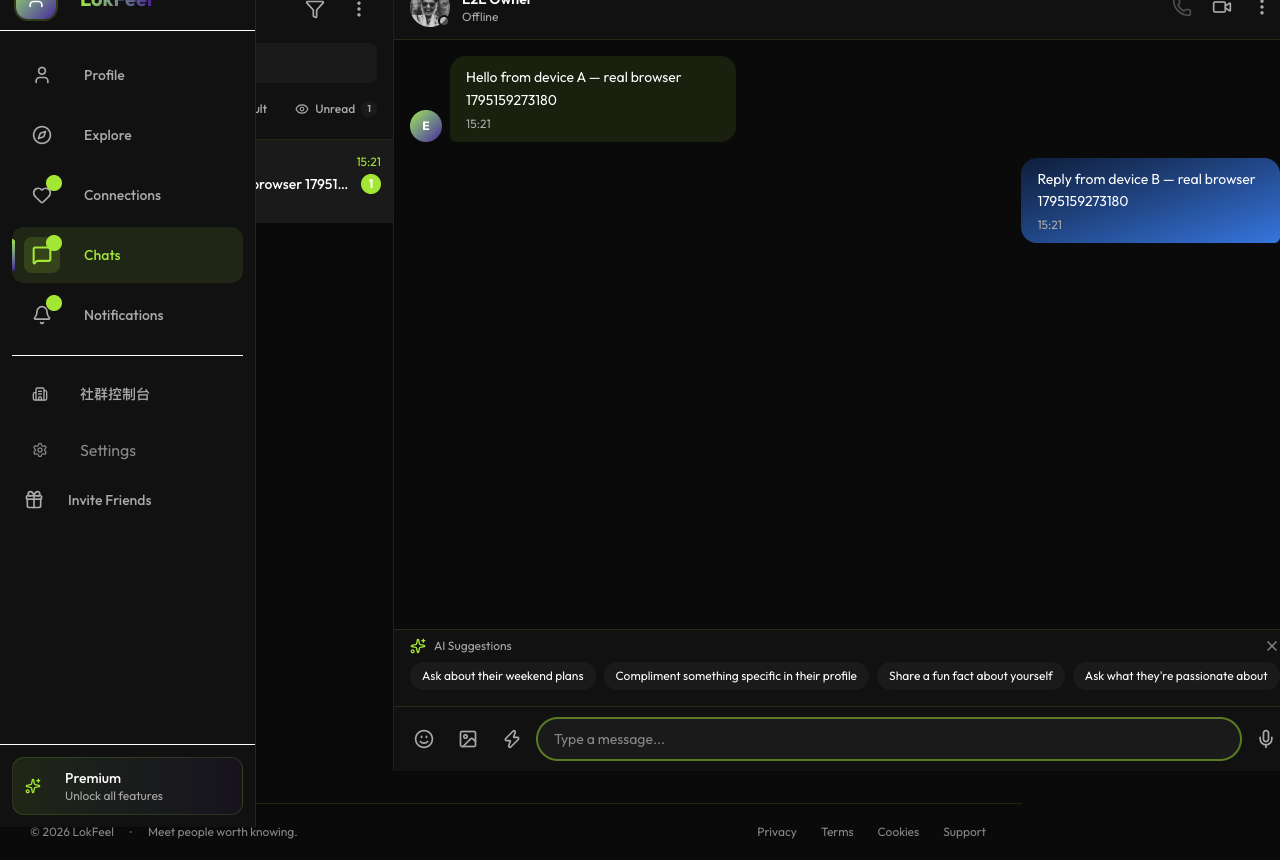 LokFeel
Profile
Explore
Connections
Chats
Notifications
社群控制台
Settings
Invite Friends
Premium
Unlock all features
Unread 1
15:21
browser 17951... 1
Offline
Hello from device A — real browser
1795159273180
15:21
E
Reply from device B — real browser
1795159273180
15:21
AI Suggestions
Ask about their weekend plans
Compliment something specific in their profile
Share a fun fact about yourself
Ask what they're passionate about
Type a message...
© 2026 LokFeel · Meet people worth knowing.
Privacy Terms Cookies Support